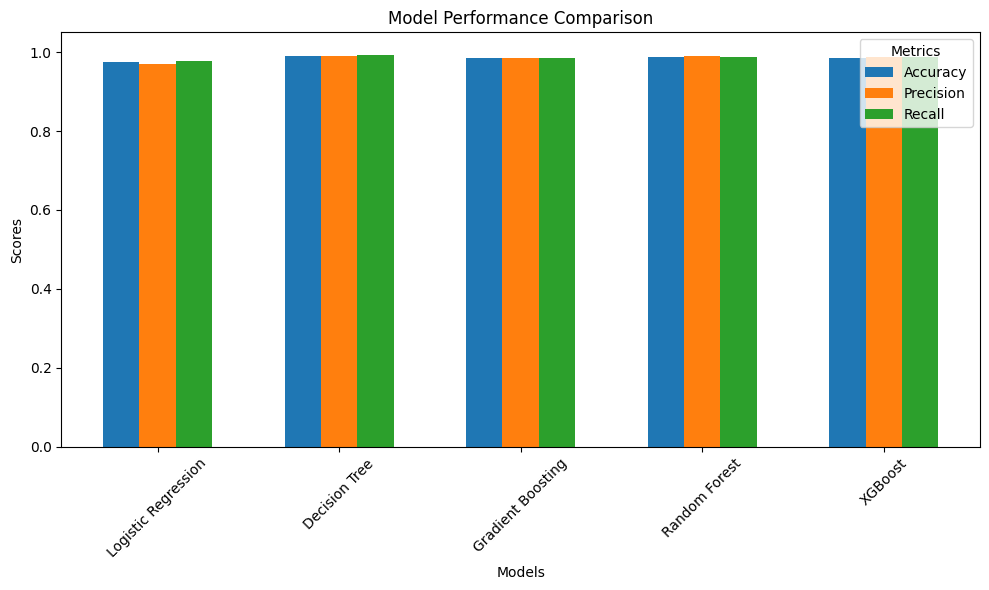 Model Performance Comparison
Metrics
Accuracy
Precision
Recall
1.0
0.8
0.6
0.4
0.2
0.0
Scores
Logistic Regression
Decision Tree
Gradient Boosting
Random Forest
XGBoost
Models